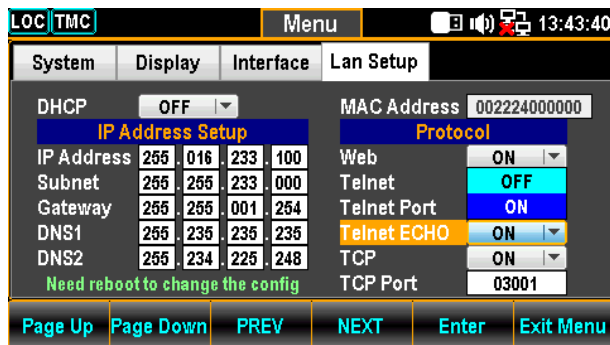 LOC TMC Menu 13:43:40
System Display Interface Lan Setup
DHCP OFF MAC Address 002224000000
IP Address Setup Protocol
IP Address 255 . 016 . 233 . 100 Web ON
Subnet 255 . 255 . 233 . 000 Telnet OFF
Gateway 255 . 255 . 001 . 254 Telnet Port ON
DNS1 255 . 235 . 235 . 235 Telnet ECHO ON
DNS2 255 . 234 . 225 . 248 TCP ON
Need reboot to change the config TCP Port 03001
Page Up Page Down PREV NEXT Enter Exit Menu